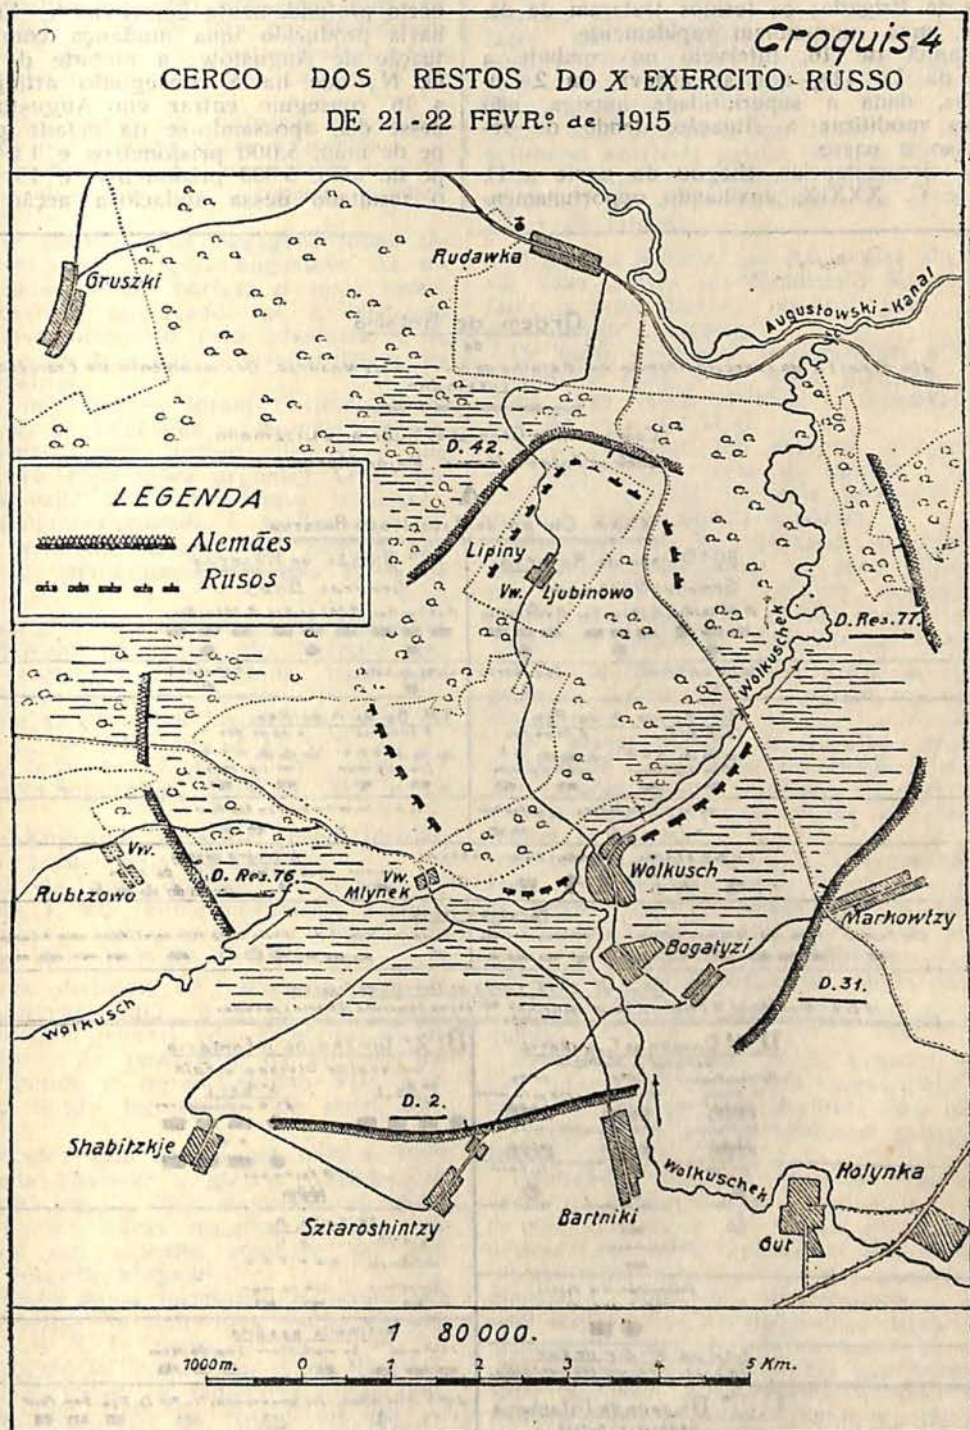 Croquis 4
CERCO DOS RESTOS DO X EXERCITO RUSSO
DE 21-22 FEVRº de 1915
Gruszki
Rudawka
Augustowski-Kanal
D. 42.
LEGENDA
Alemães
Rusos
Lipiny
Vw. Ljubinowo
D. Res. 77.
Wolkuschek
Vw.
Rubtzowo
D. Res. 76.
Vw.
Mlynek
Wolkusch
Markowtzy
Bogatyzi
D. 31.
Wolkusch
D. 2.
Shabitzkje
Sztaroshintzy
Bartniki
Wolkuschek
Holynka
Gut
1 80000.
1000 m. 0 1 2 3 4 5 Km.